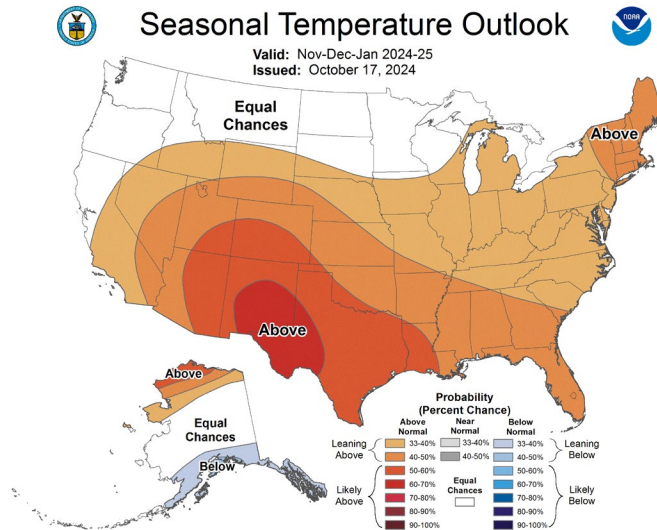 NOAA
Seasonal Temperature Outlook
Valid: Nov-Dec-Jan 2024-25
Issued: October 17, 2024
Equal
Chances
Above
Above
Above
Equal
Chances
Below
Probability
(Percent Chance)
Above
Normal
Near
Normal
Below
Normal
Leaning
Above
33-40%
40-50%
33-40%
40-50%
33-40%
40-50%
Leaning
Below
Likely
Above
50-60%
60-70%
70-80%
80-90%
90-100%
Equal
Chances
50-60%
60-70%
70-80%
80-90%
90-100%
Likely
Below